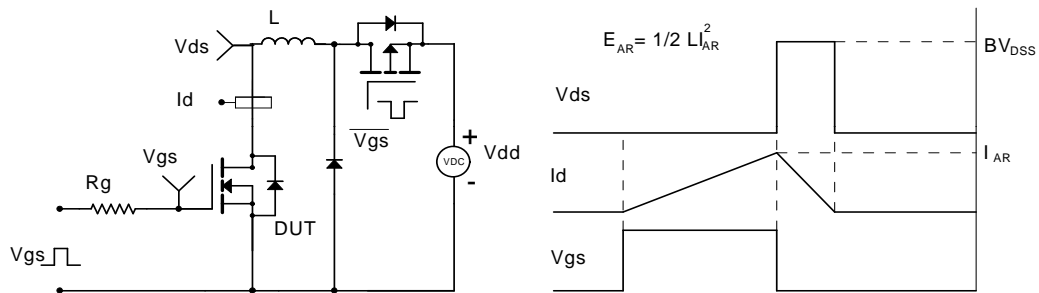 L
Vds
Id
Vgs
Vgs
VDC
+
Vdd
-
Vgs
Rg
DUT
Vgs
E_AR= 1/2 LI_AR^2
BV_DSS
Vds
I_AR
Id
Vgs